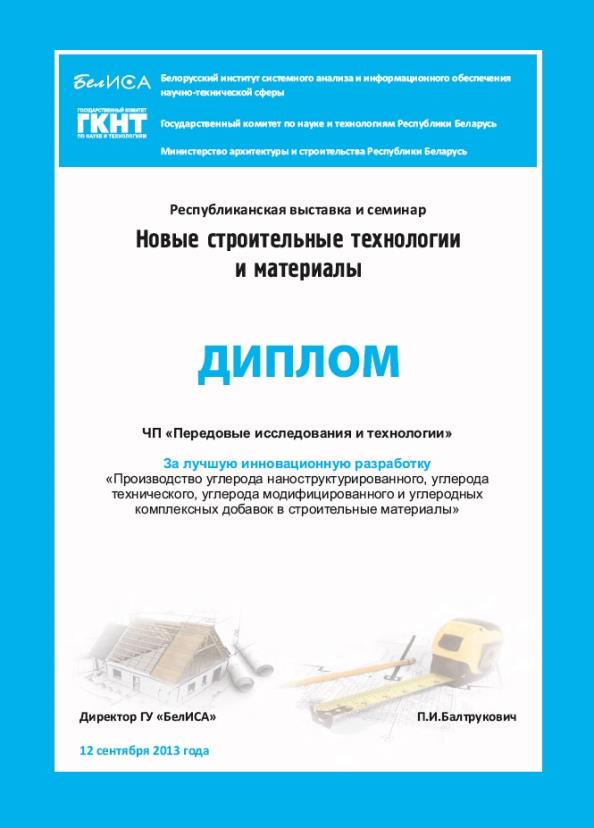 БелИСА
Белорусский институт системного анализа и информационного обеспечения
научно-технической сферы
ГОСУДАРСТВЕННЫЙ КОМИТЕТ
ГКНТ
ПО НАУКЕ И ТЕХНОЛОГИЯМ
Государственный комитет по науке и технологиям Республики Беларусь
Министерство архитектуры и строительства Республики Беларусь
Республиканская выставка и семинар
Новые строительные технологии
и материалы
ДИПЛОМ
ЧП «Передовые исследования и технологии»
За лучшую инновационную разработку
«Производство углерода наноструктурированного, углерода
технического, углерода модифицированного и углеродных
комплексных добавок в строительные материалы»
Директор ГУ «БелИСА»
П.И.Балтрукович
12 сентября 2013 года